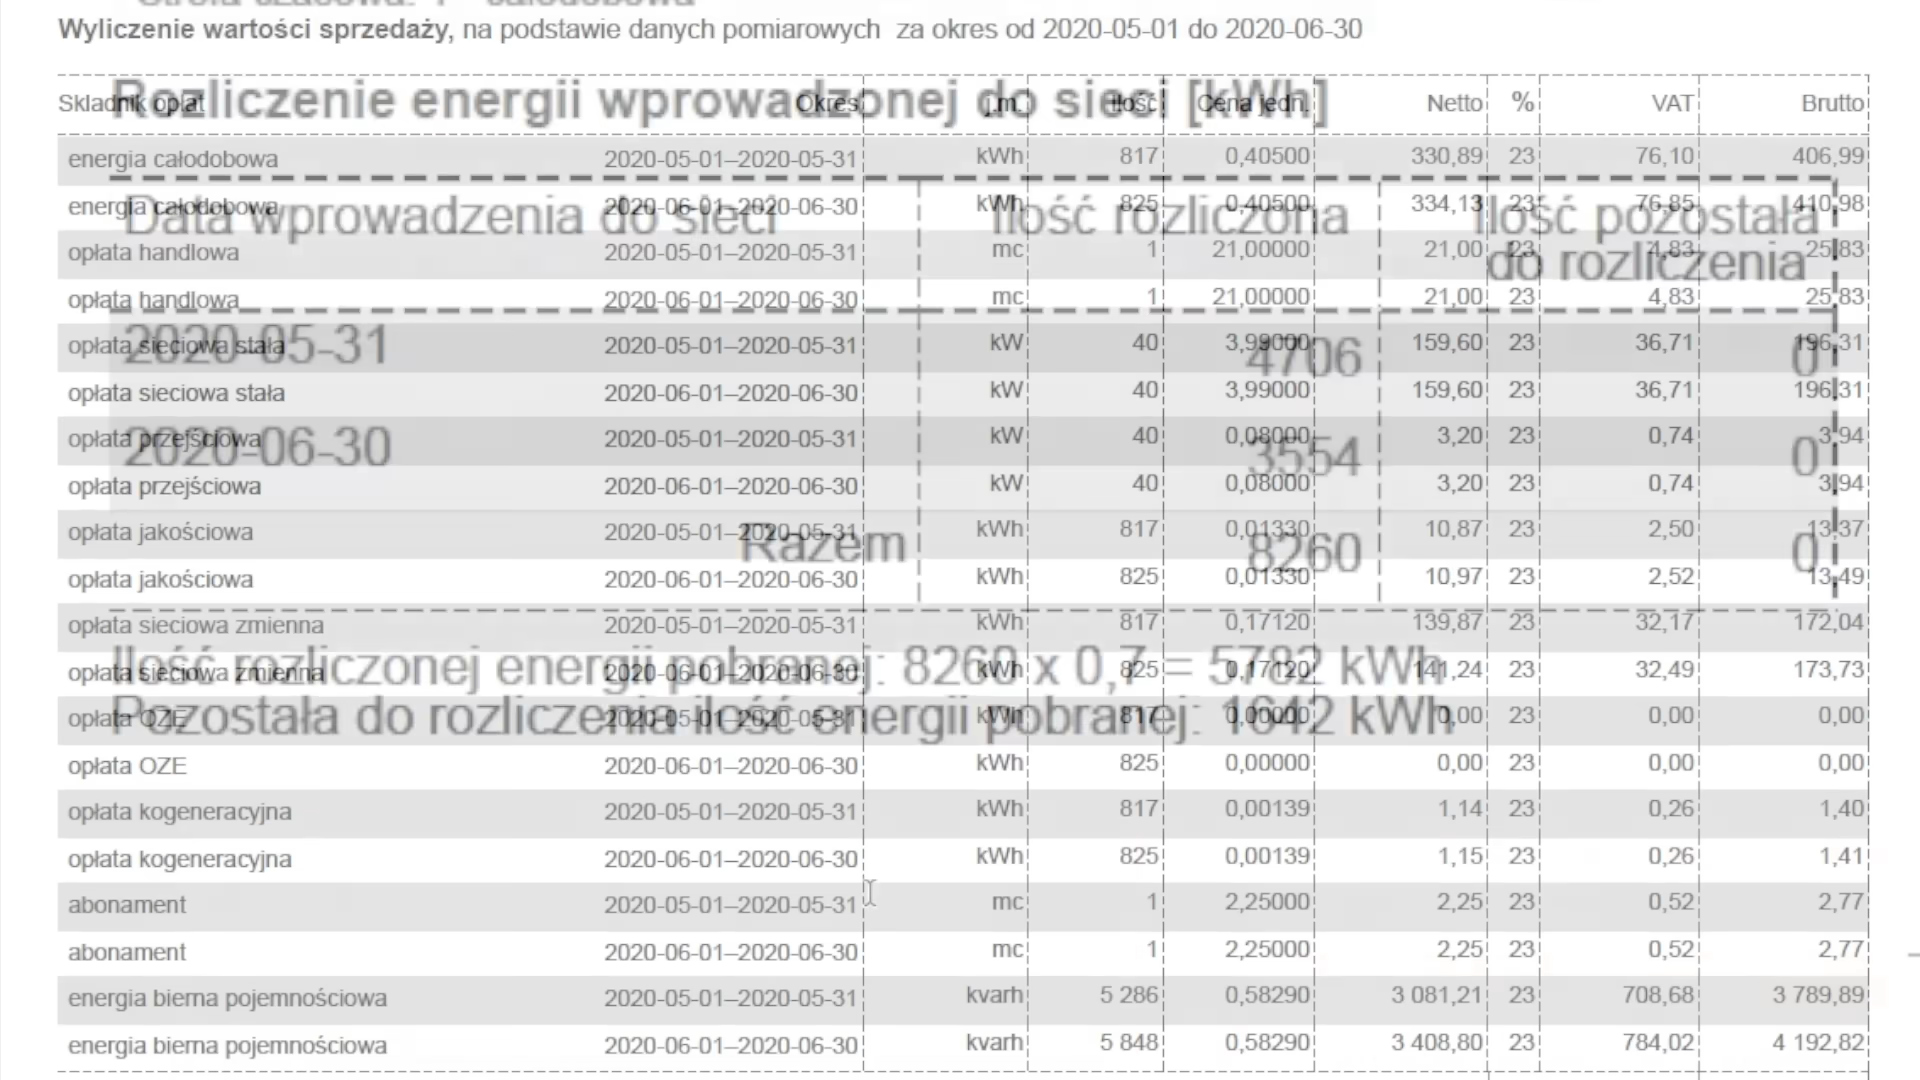 Strefa czasowa: 1 - całodobowa
Wyliczenie wartości sprzedaży, na podstawie danych pomiarowych za okres od 2020-05-01 do 2020-06-30
Składnik opłat Okres j.m. Ilość Cena jedn. Netto % VAT Brutto
Rozliczenie energii wprowadzonej do sieci [kWh]
energia całodobowa 2020-05-01–2020-05-31 kWh 817 0,40500 330,89 23 76,10 406,99
energia całodobowa 2020-06-01–2020-06-30 kWh 825 0,40500 334,13 23 76,85 410,98
Data wprowadzenia do sieci Ilość rozliczona Ilość pozostała
do rozliczenia
opłata handlowa 2020-05-01–2020-05-31 mc 1 21,00000 21,00 23 4,83 25,83
opłata handlowa 2020-06-01–2020-06-30 mc 1 21,00000 21,00 23 4,83 25,83
opłata sieciowa stała 2020-05-01–2020-05-31 kW 40 3,99000 159,60 23 36,71 196,31
2020-05-31 4706 0
opłata sieciowa stała 2020-06-01–2020-06-30 kW 40 3,99000 159,60 23 36,71 196,31
opłata przejściowa 2020-05-01–2020-05-31 kW 40 0,08000 3,20 23 0,74 3,94
2020-06-30 3554 0
opłata przejściowa 2020-06-01–2020-06-30 kW 40 0,08000 3,20 23 0,74 3,94
opłata jakościowa 2020-05-01–2020-05-31 kWh 817 0,01330 10,87 23 2,50 13,37
Razem 8260 0
opłata jakościowa 2020-06-01–2020-06-30 kWh 825 0,01330 10,97 23 2,52 13,49
opłata sieciowa zmienna 2020-05-01–2020-05-31 kWh 817 0,17120 139,87 23 32,17 172,04
opłata sieciowa zmienna 2020-06-01–2020-06-30 kWh 825 0,17120 141,24 23 32,49 173,73
Ilość rozliczonej energii pobranej: 8260 x 0,7 = 5782 kWh
opłata OZE 2020-05-01–2020-05-31 kWh 817 0,00000 0,00 23 0,00 0,00
Pozostała do rozliczenia ilość energii pobranej: 1642 kWh
opłata OZE 2020-06-01–2020-06-30 kWh 825 0,00000 0,00 23 0,00 0,00
opłata kogeneracyjna 2020-05-01–2020-05-31 kWh 817 0,00139 1,14 23 0,26 1,40
opłata kogeneracyjna 2020-06-01–2020-06-30 kWh 825 0,00139 1,15 23 0,26 1,41
abonament 2020-05-01–2020-05-31 mc 1 2,25000 2,25 23 0,52 2,77
abonament 2020-06-01–2020-06-30 mc 1 2,25000 2,25 23 0,52 2,77
energia bierna pojemnościowa 2020-05-01–2020-05-31 kvarh 5 286 0,58290 3 081,21 23 708,68 3 789,89
energia bierna pojemnościowa 2020-06-01–2020-06-30 kvarh 5 848 0,58290 3 408,80 23 784,02 4 192,82